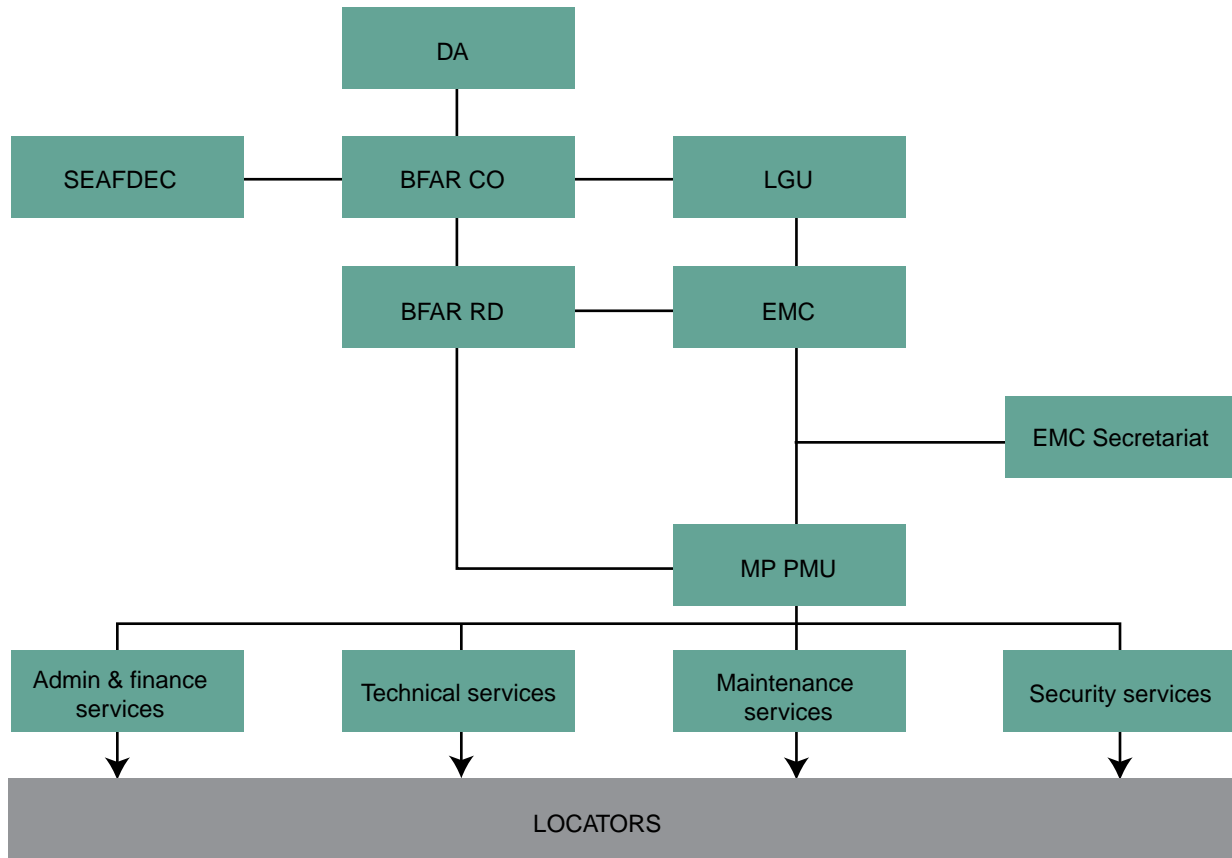 DA
SEAFDEC
BFAR CO
LGU
BFAR RD
EMC
EMC Secretariat
MP PMU
Admin & finance
services
Technical services
Maintenance
services
Security services
LOCATORS